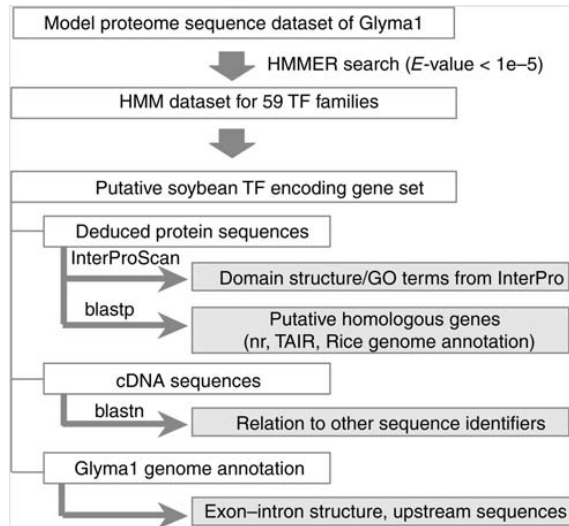 Model proteome sequence dataset of Glyma1
HMMER search (E-value < 1e–5)
HMM dataset for 59 TF families
Putative soybean TF encoding gene set
Deduced protein sequences
InterProScan
Domain structure/GO terms from InterPro
blastp
Putative homologous genes
(nr, TAIR, Rice genome annotation)
cDNA sequences
blastn
Relation to other sequence identifiers
Glyma1 genome annotation
Exon–intron structure, upstream sequences